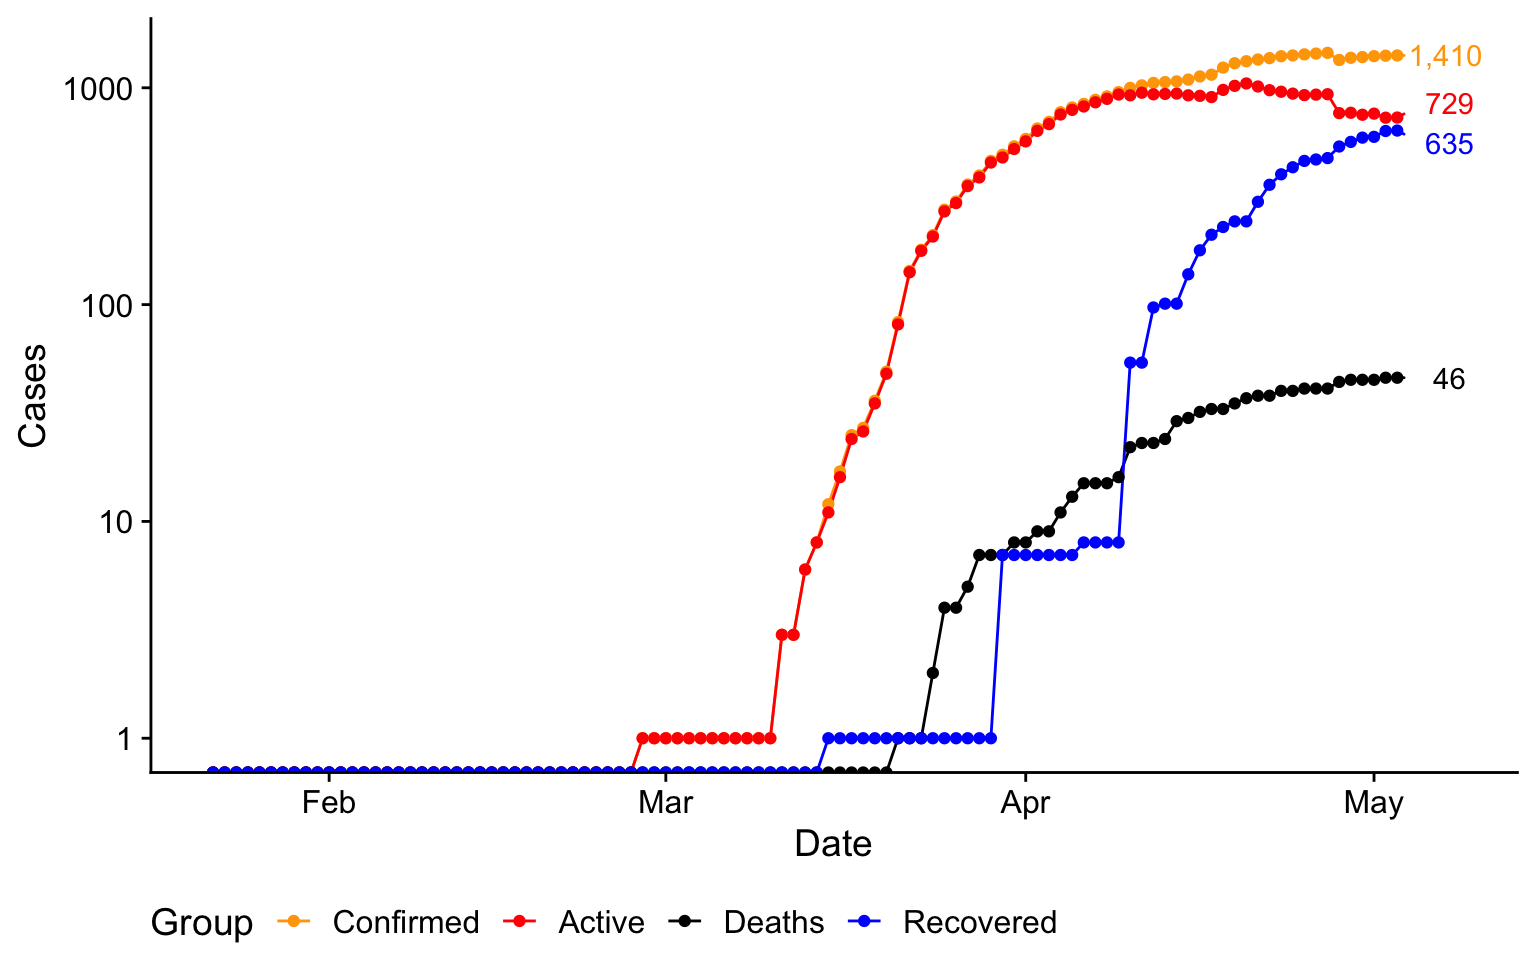 1,410
1000
729
635
100
Cases
46
10
1
Feb Mar Apr May
Date
Group Confirmed Active Deaths Recovered